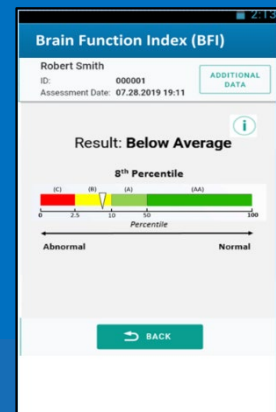 2:13
Brain Function Index (BFI)
Robert Smith
ID: 000001
Assessment Date: 07.28.2019 19:11
ADDITIONAL
DATA
i
Result: Below Average
8th Percentile
(C) (B) (A) (AA)
0 2.5 10 50 100
Percentile
Abnormal Normal
BACK